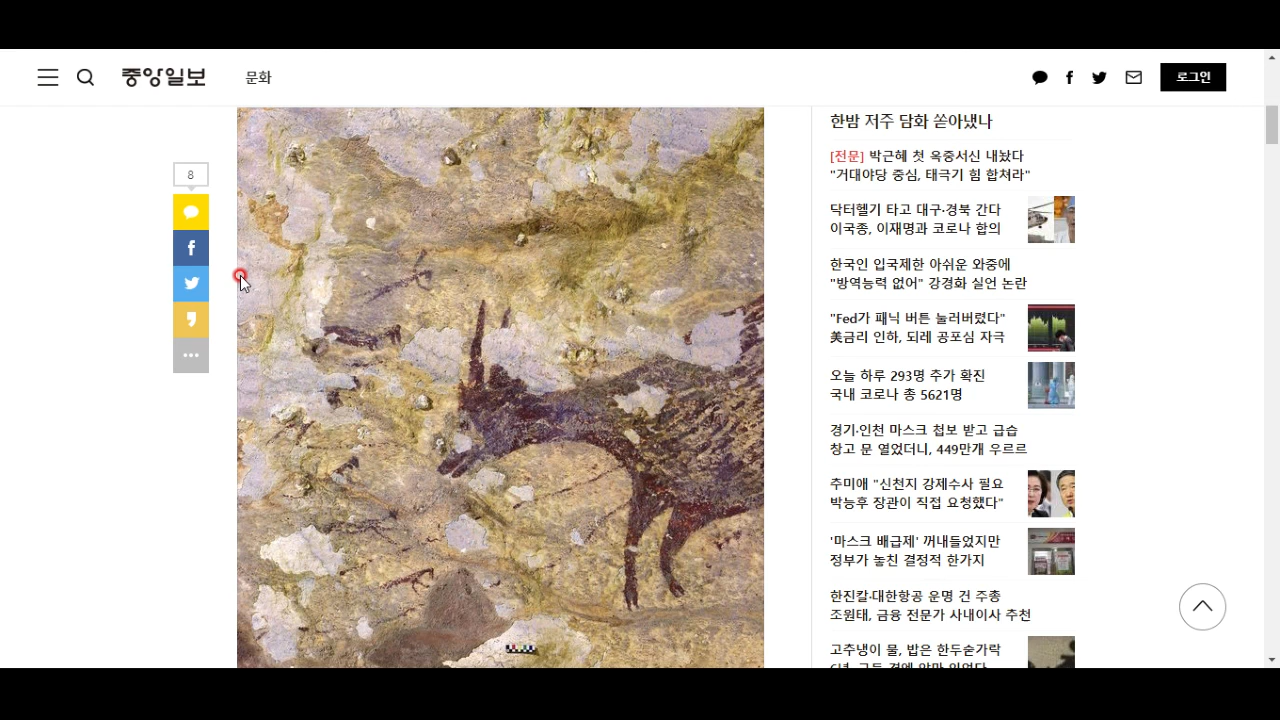 중앙일보
문화
로그인
8
한밤 저주 담화 쏟아냈나
[전문] 박근혜 첫 옥중서신 내놨다
"거대야당 중심, 태극기 힘 합쳐라"
닥터헬기 타고 대구·경북 간다
이국종, 이재명과 코로나 합의
한국인 입국제한 아쉬운 와중에
"방역능력 없어" 강경화 실언 논란
"Fed가 패닉 버튼 눌러버렸다"
美금리 인하, 되레 공포심 자극
오늘 하루 293명 추가 확진
국내 코로나 총 5621명
경기·인천 마스크 첩보 받고 급습
창고 문 열었더니, 449만개 우르르
추미애 "신천지 강제수사 필요
박능후 장관이 직접 요청했다"
'마스크 배급제' 꺼내들었지만
정부가 놓친 결정적 한가지
한진칼·대한항공 운명 건 주총
조원태, 금융 전문가 사내이사 추천
고추냉이 물, 밥은 한두숟가락